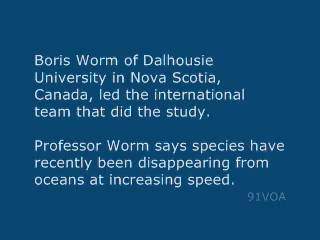 Boris Worm of Dalhousie
University in Nova Scotia,
Canada, led the international
team that did the study.
Professor Worm says species have
recently been disappearing from
oceans at increasing speed.
91VOA